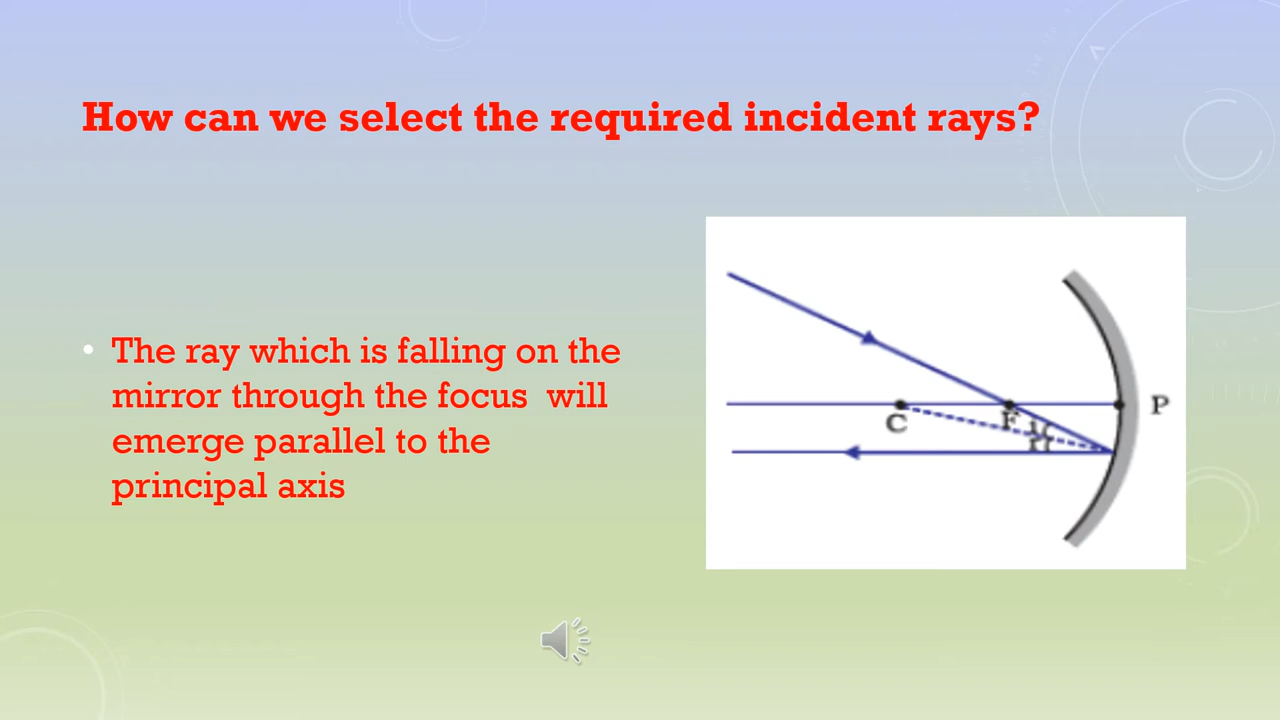 How can we select the required incident rays?
• The ray which is falling on the
mirror through the focus  will
emerge parallel to the
principal axis
C
F
i
r
P